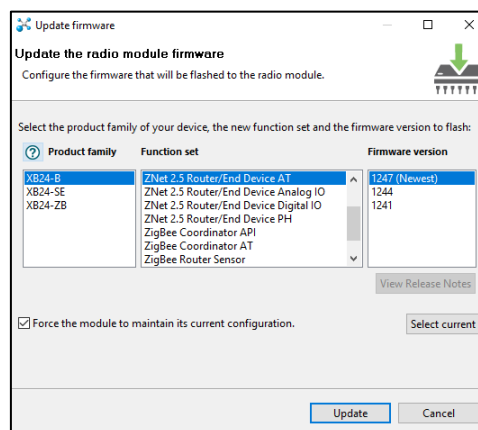 Update firmware
Update the radio module firmware
Configure the firmware that will be flashed to the radio module.
Select the product family of your device, the new function set and the firmware version to flash:
Product family Function set Firmware version
XB24-B
XB24-SE
XB24-ZB
ZNet 2.5 Router/End Device AT
ZNet 2.5 Router/End Device Analog IO
ZNet 2.5 Router/End Device Digital IO
ZNet 2.5 Router/End Device PH
ZigBee Coordinator API
ZigBee Coordinator AT
ZigBee Router Sensor
1247 (Newest)
1244
1241
View Release Notes
Force the module to maintain its current configuration.
Select current
Update Cancel